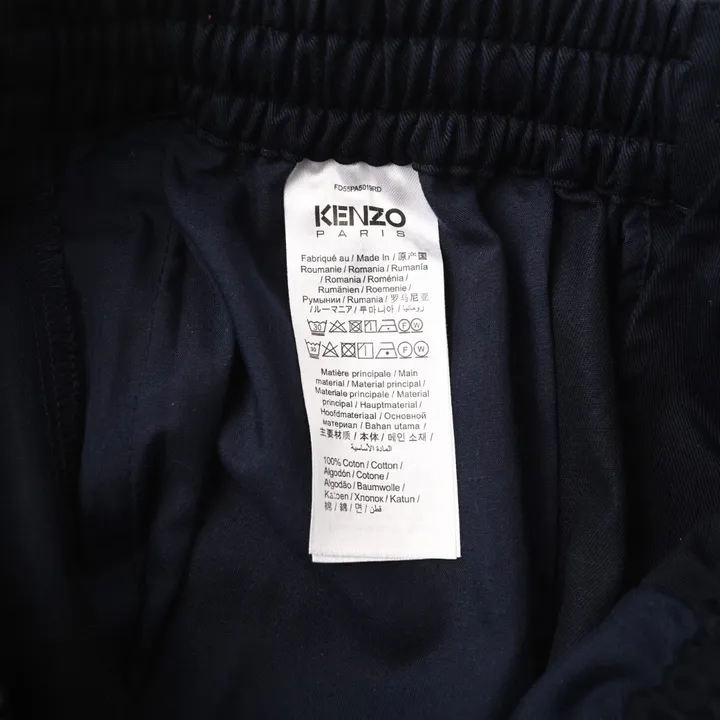 FD55PA5019RD
KENZO
PARIS
Fabriqué au / Made In / 原产国
Roumanie / Romania / Rumanía
/ Romania / Roménia /
Rumänien / Roemenie /
Румынии / Rumania / 罗马尼亚
/ ルーマニア / 루마니아 / رومانيا
30
30
F W
F W
Matière principale / Main
material / Material principal /
Materiale principale / Material
principal / Hauptmaterial /
Hoofdmateriaal / Основной
материал / Bahan utama /
主要材质 / 本体 / 메인 소재 /
المادة الأساسية
100% Coton / Cotton /
Algodón / Cotone /
Algodão / Baumwolle /
Katoen / Хлопок / Katun /
棉 / 綿 / 면 / قطن